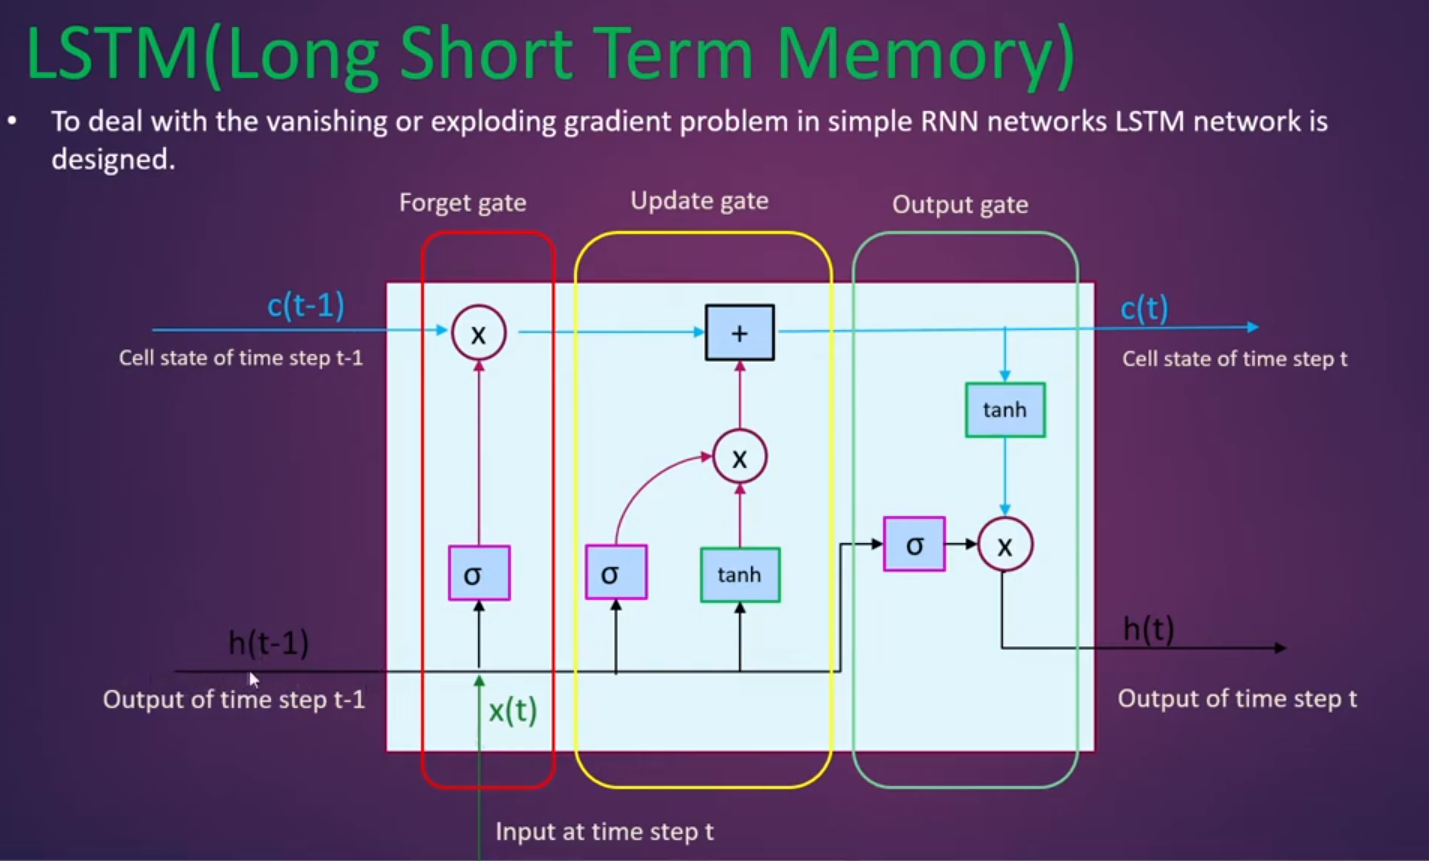 LSTM(Long Short Term Memory)
• To deal with the vanishing or exploding gradient problem in simple RNN networks LSTM network is
designed.
Forget gate
Update gate
Output gate
c(t-1)
Cell state of time step t-1
x
+
c(t)
Cell state of time step t
tanh
x
σ
σ
tanh
σ
x
h(t-1)
Output of time step t-1
x(t)
h(t)
Output of time step t
Input at time step t